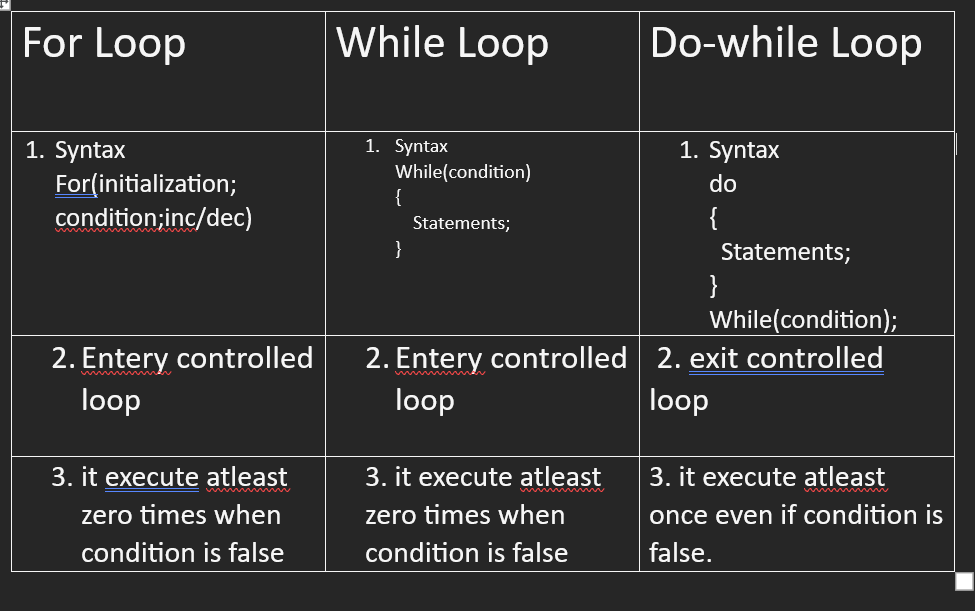 For Loop
While Loop
Do-while Loop
1. Syntax
For(initialization;
condition;inc/dec)
1. Syntax
While(condition)
{
Statements;
}
1. Syntax
do
{
Statements;
}
While(condition);
2. Entery controlled
loop
2. Entery controlled
loop
2. exit controlled
loop
3. it execute atleast
zero times when
condition is false
3. it execute atleast
zero times when
condition is false
3. it execute atleast
once even if condition is
false.